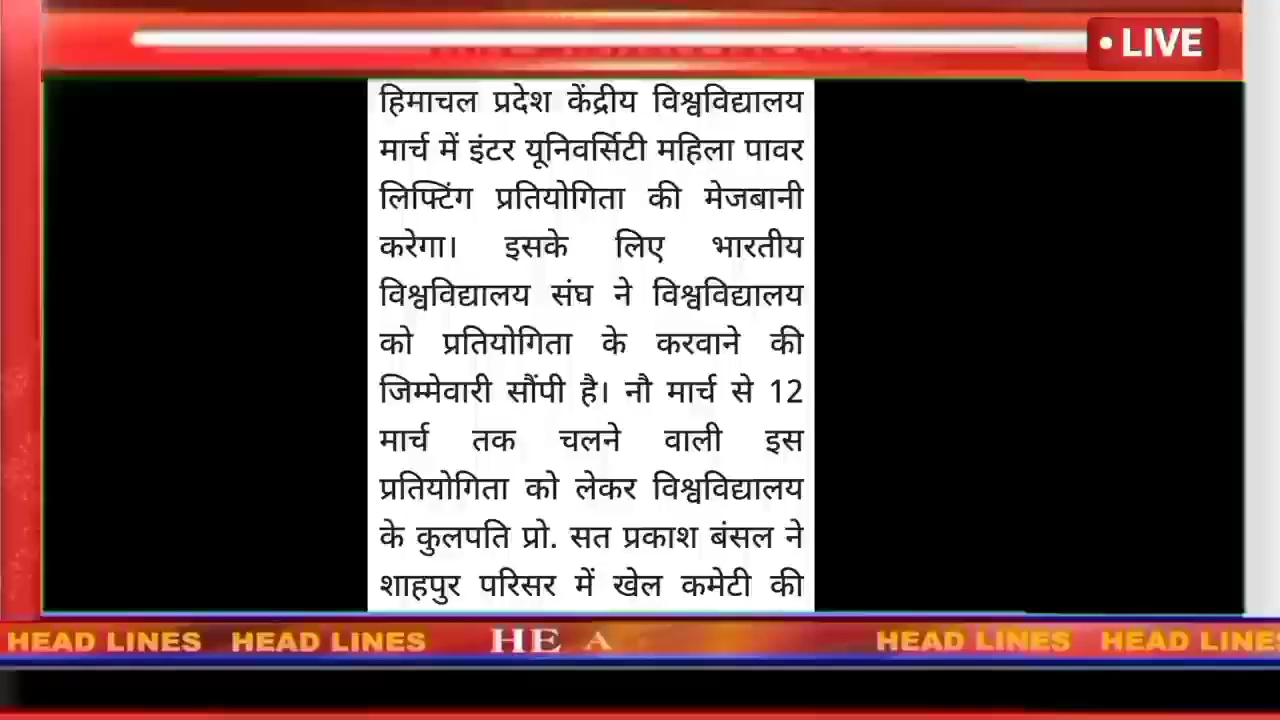 LIVE
हिमाचल प्रदेश केंद्रीय विश्वविद्यालय
मार्च में इंटर यूनिवर्सिटी महिला पावर
लिफ्टिंग प्रतियोगिता की मेजबानी
करेगा। इसके लिए भारतीय
विश्वविद्यालय संघ ने विश्वविद्यालय
को प्रतियोगिता के करवाने की
जिम्मेवारी सौंपी है। नौ मार्च से 12
मार्च तक चलने वाली इस
प्रतियोगिता को लेकर विश्वविद्यालय
के कुलपति प्रो. सत प्रकाश बंसल ने
शाहपुर परिसर में खेल कमेटी की
HEAD LINES HEAD LINES HE A HEAD LINES HEAD LINES